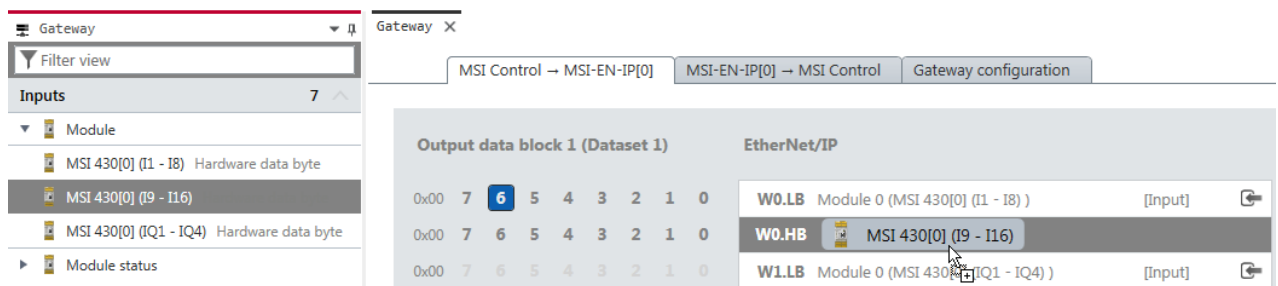 Gateway
Filter view
Inputs 7
Module
MSI 430[0] (I1 - I8) Hardware data byte
MSI 430[0] (I9 - I16)
MSI 430[0] (IQ1 - IQ4) Hardware data byte
Module status
Gateway
MSI Control → MSI-EN-IP[0] MSI-EN-IP[0] → MSI Control Gateway configuration
Output data block 1 (Dataset 1) EtherNet/IP
0x00 7 6 5 4 3 2 1 0 W0.LB Module 0 (MSI 430[0] (I1 - I8) ) [Input]
0x00 7 6 5 4 3 2 1 0 W0.HB MSI 430[0] (I9 - I16)
0x00 7 6 5 4 3 2 1 0 W1.LB Module 0 (MSI 430[ (IQ1 - IQ4) ) [Input]